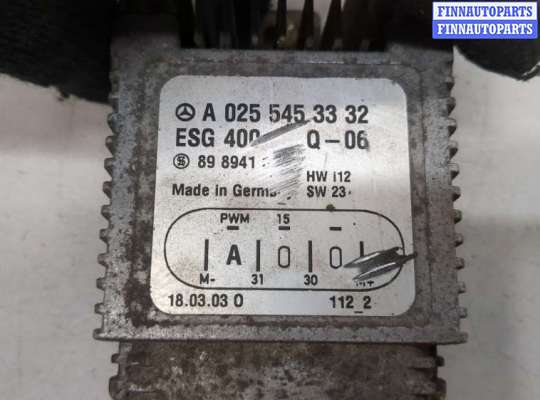 FINNAUTOPARTS
FINNAUTOPARTS
A 025 545 33 32
ESG 400 Q-06
89 8941
HW 112
Made in Germ SW 23
PWM 15
A 0 0
M- 31 30 M+
18.03.03 0 112_2